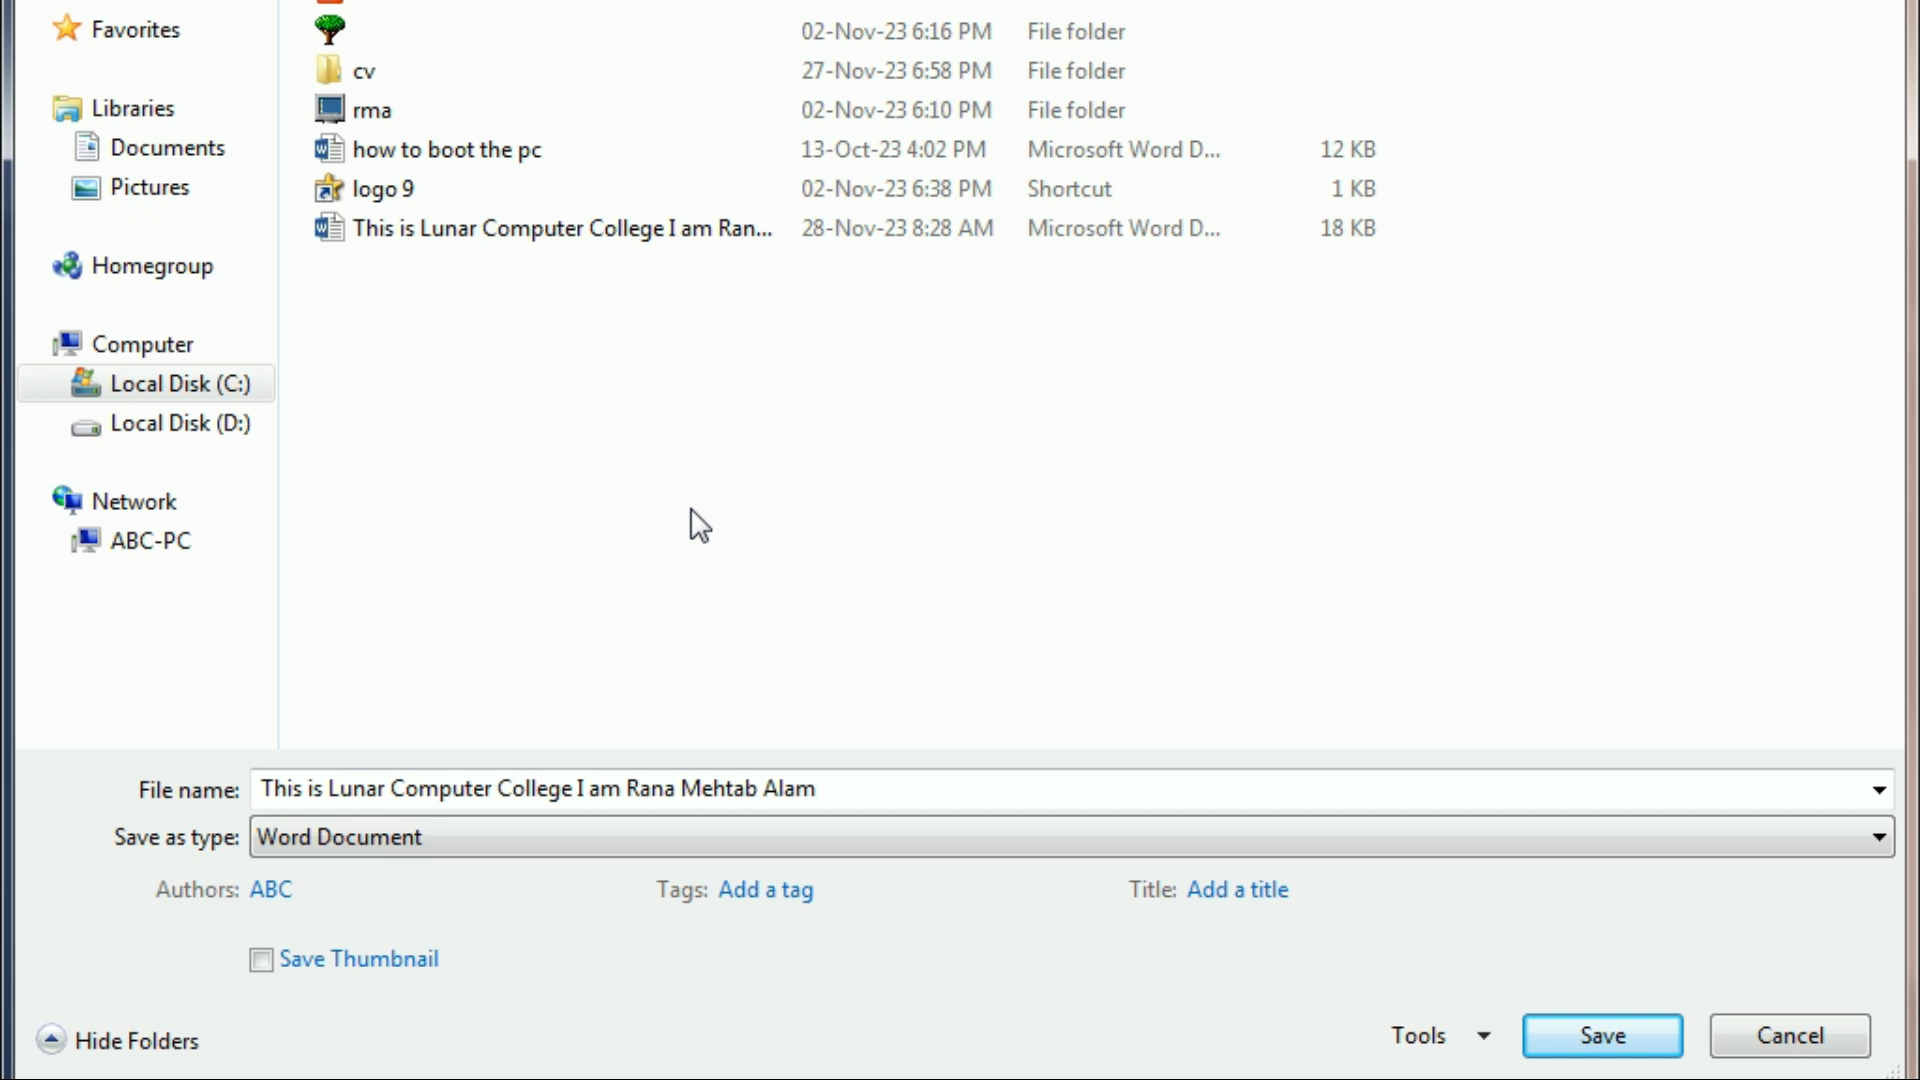 Favorites
02-Nov-23 6:16 PM File folder
cv 27-Nov-23 6:58 PM File folder
Libraries
rma 02-Nov-23 6:10 PM File folder
Documents
how to boot the pc 13-Oct-23 4:02 PM Microsoft Word D... 12 KB
Pictures
logo 9 02-Nov-23 6:38 PM Shortcut 1 KB
This is Lunar Computer College I am Ran... 28-Nov-23 8:28 AM Microsoft Word D... 18 KB
Homegroup
Computer
Local Disk (C:)
Local Disk (D:)
Network
ABC-PC
File name: This is Lunar Computer College I am Rana Mehtab Alam
Save as type: Word Document
Authors: ABC Tags: Add a tag Title: Add a title
Save Thumbnail
Hide Folders Tools Save Cancel